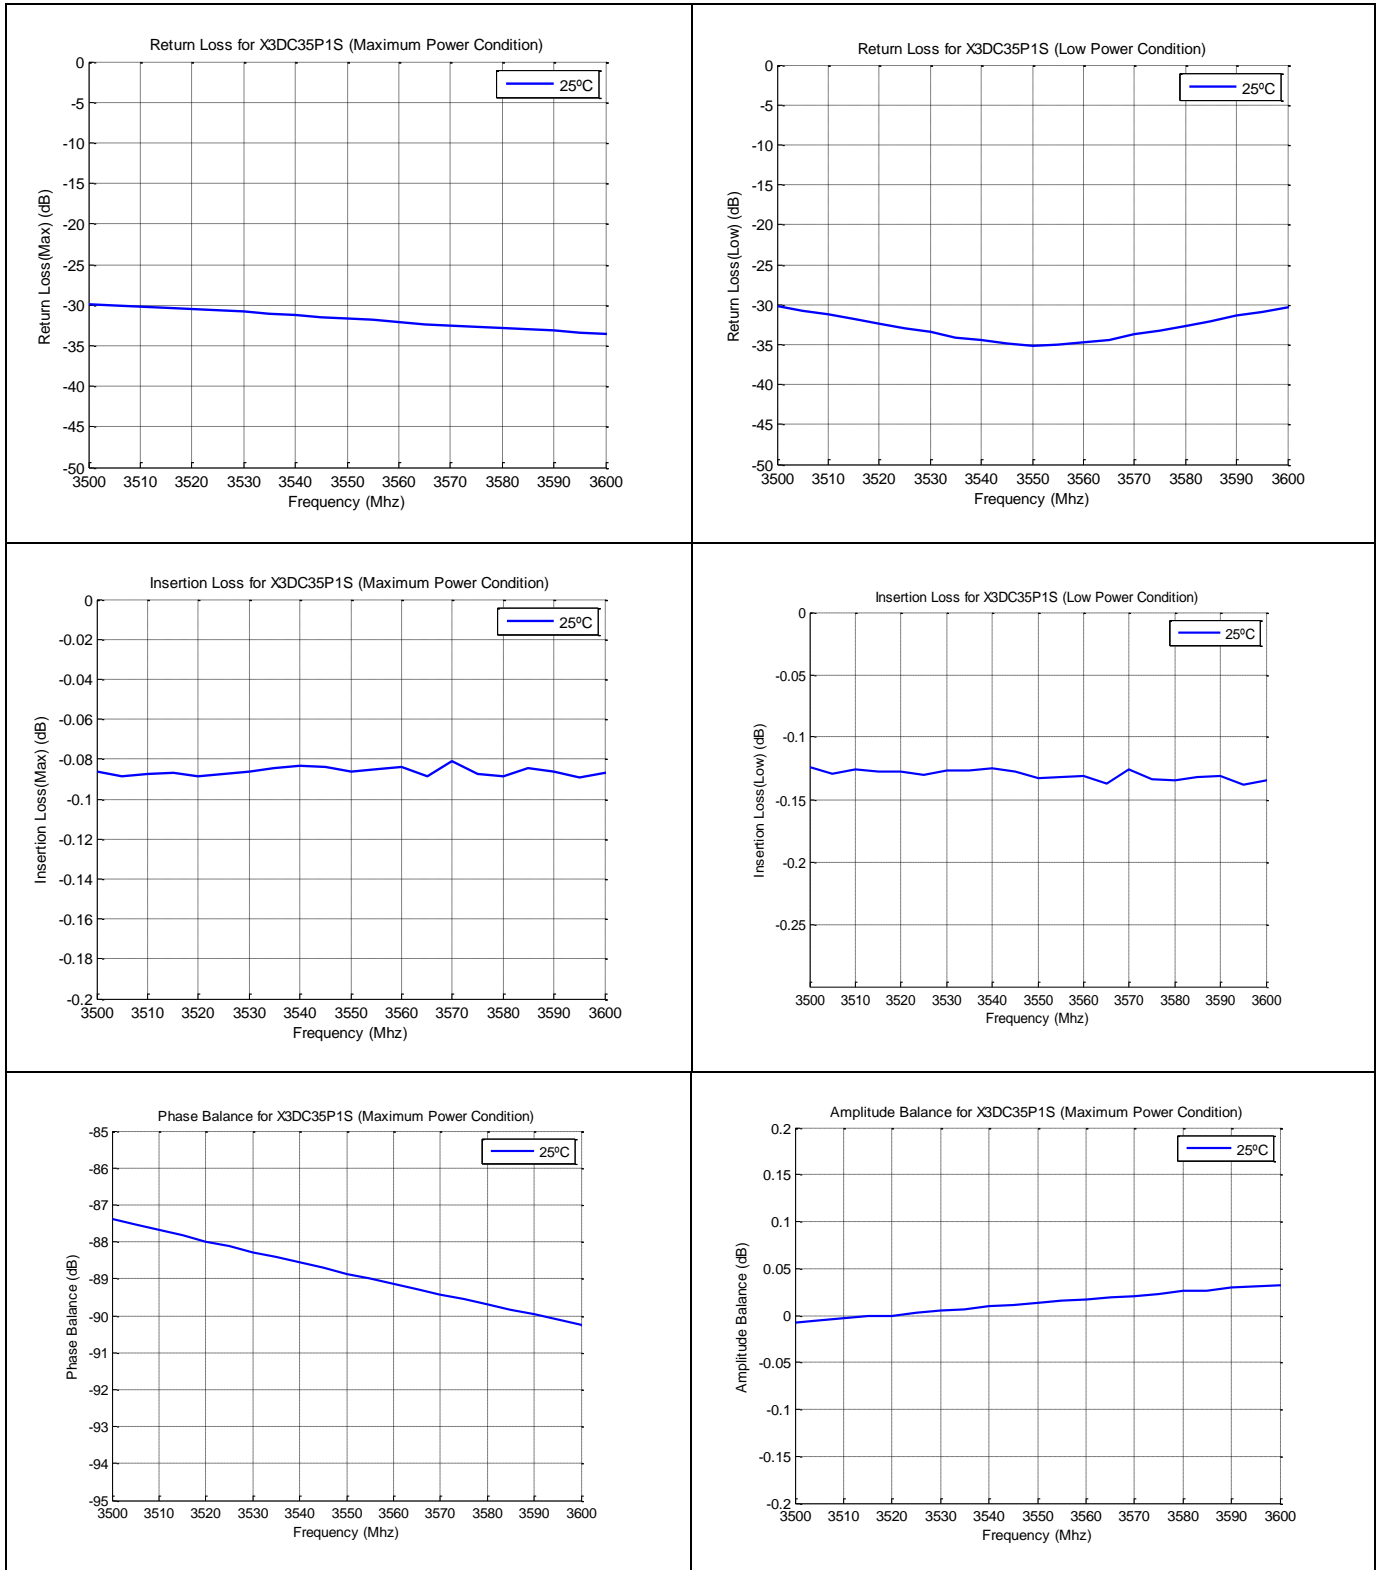 Return Loss for X3DC35P1S (Maximum Power Condition)
25ºC
0
-5
-10
-15
-20
-25
-30
-35
-40
-45
-50
Return Loss(Max) (dB)
3500 3510 3520 3530 3540 3550 3560 3570 3580 3590 3600
Frequency (Mhz)
Return Loss for X3DC35P1S (Low Power Condition)
25ºC
0
-5
-10
-15
-20
-25
-30
-35
-40
-45
-50
Return Loss(Low) (dB)
3500 3510 3520 3530 3540 3550 3560 3570 3580 3590 3600
Frequency (Mhz)
Insertion Loss for X3DC35P1S (Maximum Power Condition)
25ºC
0
-0.02
-0.04
-0.06
-0.08
-0.1
-0.12
-0.14
-0.16
-0.18
-0.2
Insertion Loss(Max) (dB)
3500 3510 3520 3530 3540 3550 3560 3570 3580 3590 3600
Frequency (Mhz)
Insertion Loss for X3DC35P1S (Low Power Condition)
25ºC
0
-0.05
-0.1
-0.15
-0.2
-0.25
Insertion Loss(Low) (dB)
3500 3510 3520 3530 3540 3550 3560 3570 3580 3590 3600
Frequency (Mhz)
Phase Balance for X3DC35P1S (Maximum Power Condition)
25ºC
-85
-86
-87
-88
-89
-90
-91
-92
-93
-94
-95
Phase Balance (dB)
3500 3510 3520 3530 3540 3550 3560 3570 3580 3590 3600
Frequency (Mhz)
Amplitude Balance for X3DC35P1S (Maximum Power Condition)
25ºC
0.2
0.15
0.1
0.05
0
-0.05
-0.1
-0.15
-0.2
Amplitude Balance (dB)
3500 3510 3520 3530 3540 3550 3560 3570 3580 3590 3600
Frequency (Mhz)